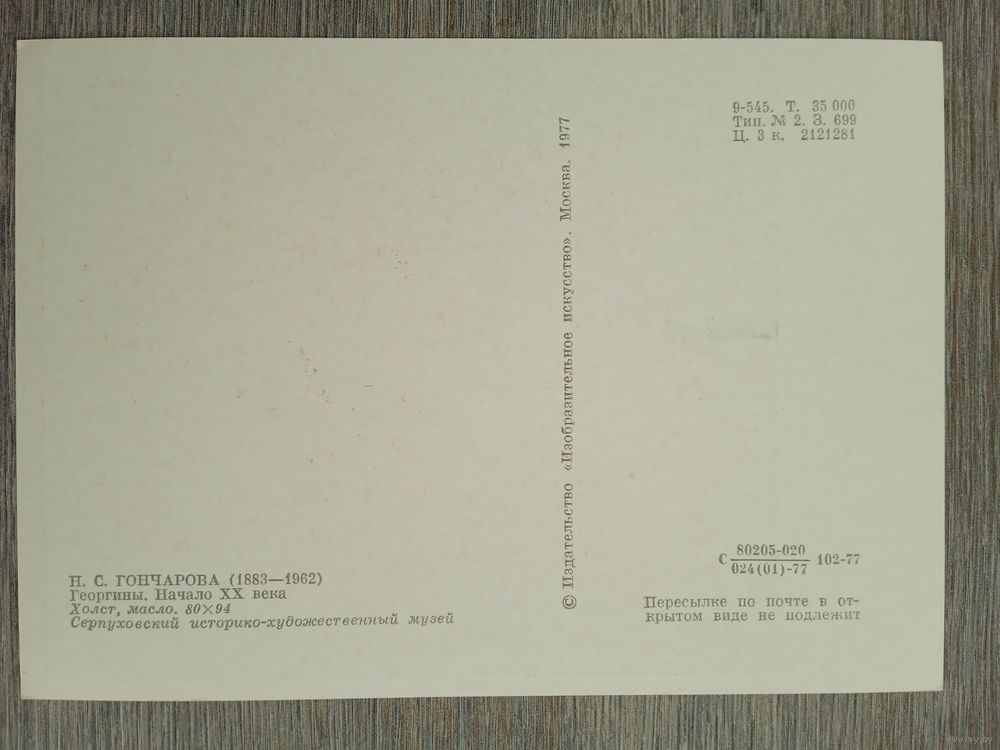 9-545. Т. 35 000
Тип. № 2. З. 699
Ц. 3 к. 2121281
© Издательство «Изобразительное искусство». Москва. 1977
Н. С. ГОНЧАРОВА (1883—1962)
Георгины. Начало XX века
Холст, масло. 80×94
Серпуховский историко-художественный музей
С 80205-020 102-77
024(01)-77
Пересылке по почте в от-
крытом виде не подлежит